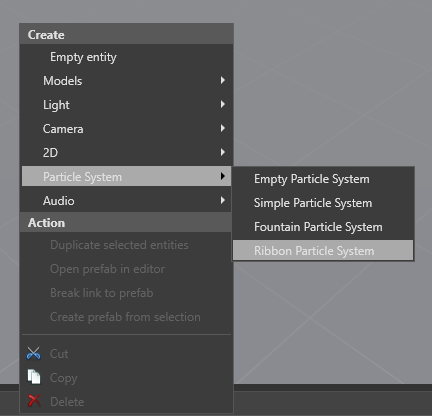 Create
Empty entity
Models
Light
Camera
2D
Particle System
Audio
Action
Duplicate selected entities
Open prefab in editor
Break link to prefab
Create prefab from selection
Cut
Copy
Delete
Empty Particle System
Simple Particle System
Fountain Particle System
Ribbon Particle System